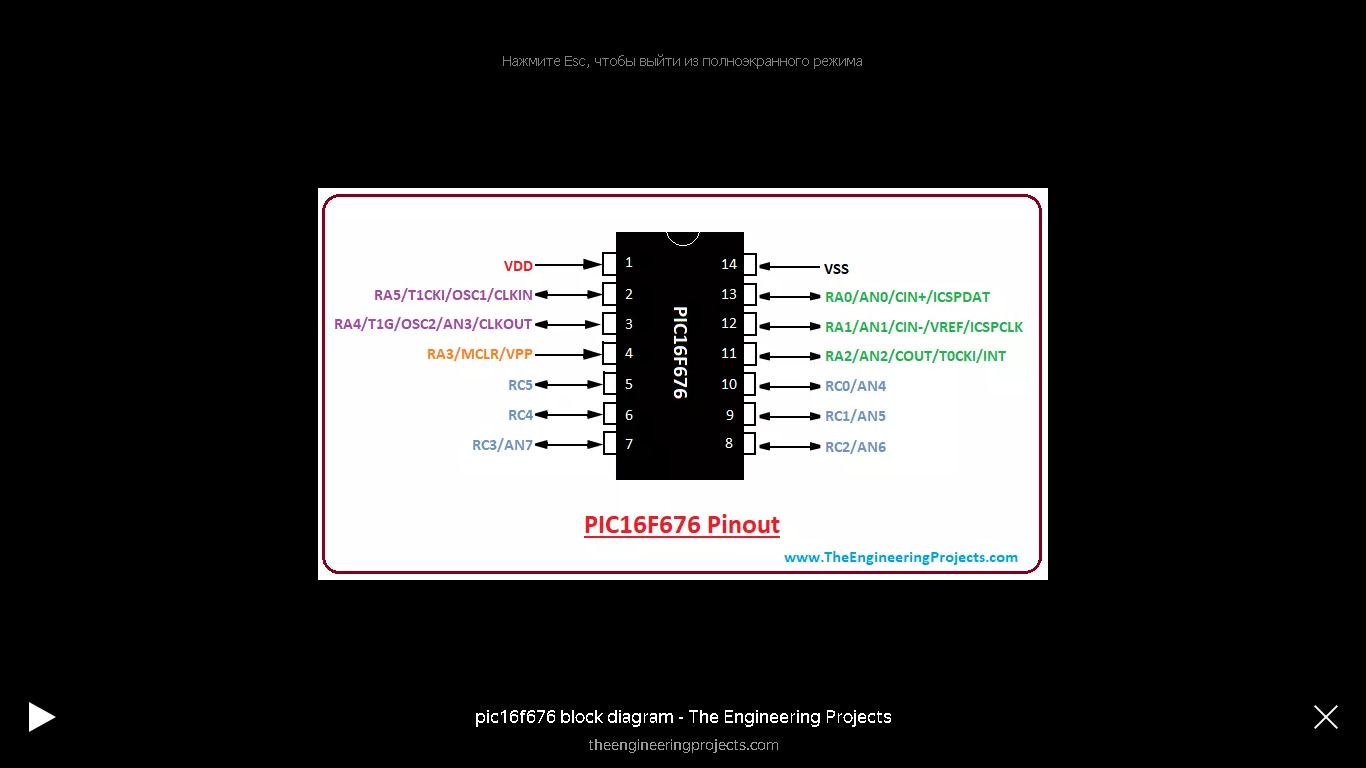 Нажмите Esc, чтобы выйти из полноэкранного режима
VDD 1 14 VSS
RA5/T1CKI/OSC1/CLKIN 2 13 RA0/AN0/CIN+/ICSPDAT
RA4/T1G/OSC2/AN3/CLKOUT 3 12 RA1/AN1/CIN-/VREF/ICSPCLK
RA3/MCLR/VPP 4 11 RA2/AN2/COUT/T0CKI/INT
RC5 5 10 RC0/AN4
RC4 6 9 RC1/AN5
RC3/AN7 7 8 RC2/AN6
PIC16F676
PIC16F676 Pinout
www.TheEngineeringProjects.com
pic16f676 block diagram - The Engineering Projects
theengineeringprojects.com